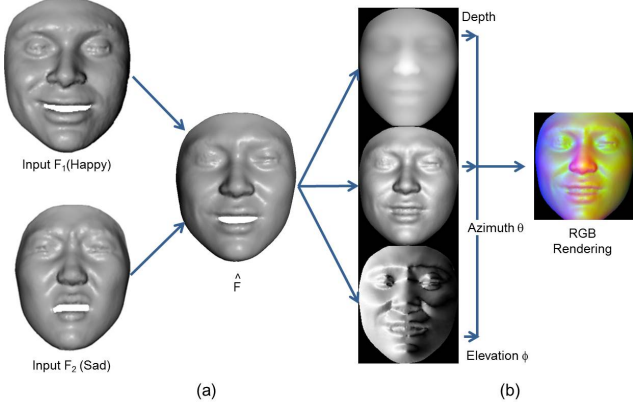 Depth
Input F1(Happy)
Azimuth θ
RGB
Rendering
^
F
Elevation ϕ
Input F2 (Sad)
(a)
(b)